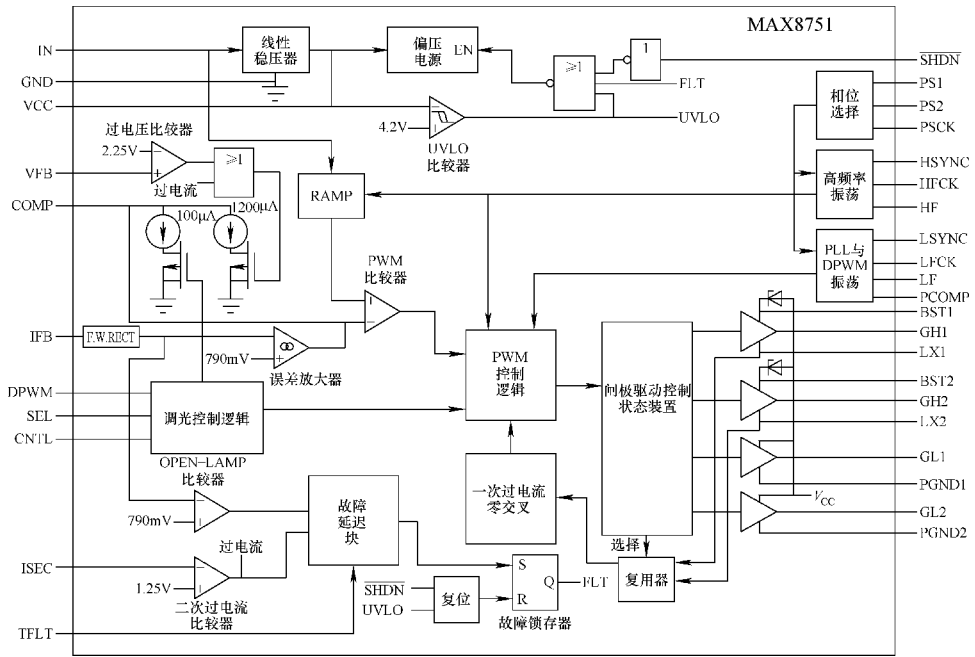 MAX8751
IN
GND
VCC
VFB
COMP
IFB
DPWM
SEL
CNTL
ISEC
TFLT
线性
稳压器
偏压
电源
EN
≥1
1
FLT
UVLO
4.2V
UVLO
比较器
过电压比较器
2.25V
≥1
过电流
100μA
1200μA
RAMP
PWM
比较器
F.W.RECT
790mV
误差放大器
调光控制逻辑
OPEN-LAMP
比较器
790mV
过电流
1.25V
二次过电流
比较器
故障
延迟
块
SHDN
UVLO
复位
S
R
Q
FLT
故障锁存器
PWM
控制
逻辑
一次过电流
零交叉
问极驱动控制
状态装置
选择
复用器
VCC
相位
选择
高频率
振荡
PLL与
DPWM
振荡
SHDN
PS1
PS2
PSCK
HSYNC
HFCK
HF
LSYNC
LFCK
LF
PCOMP
BST1
GH1
LX1
BST2
GH2
LX2
GL1
PGND1
GL2
PGND2